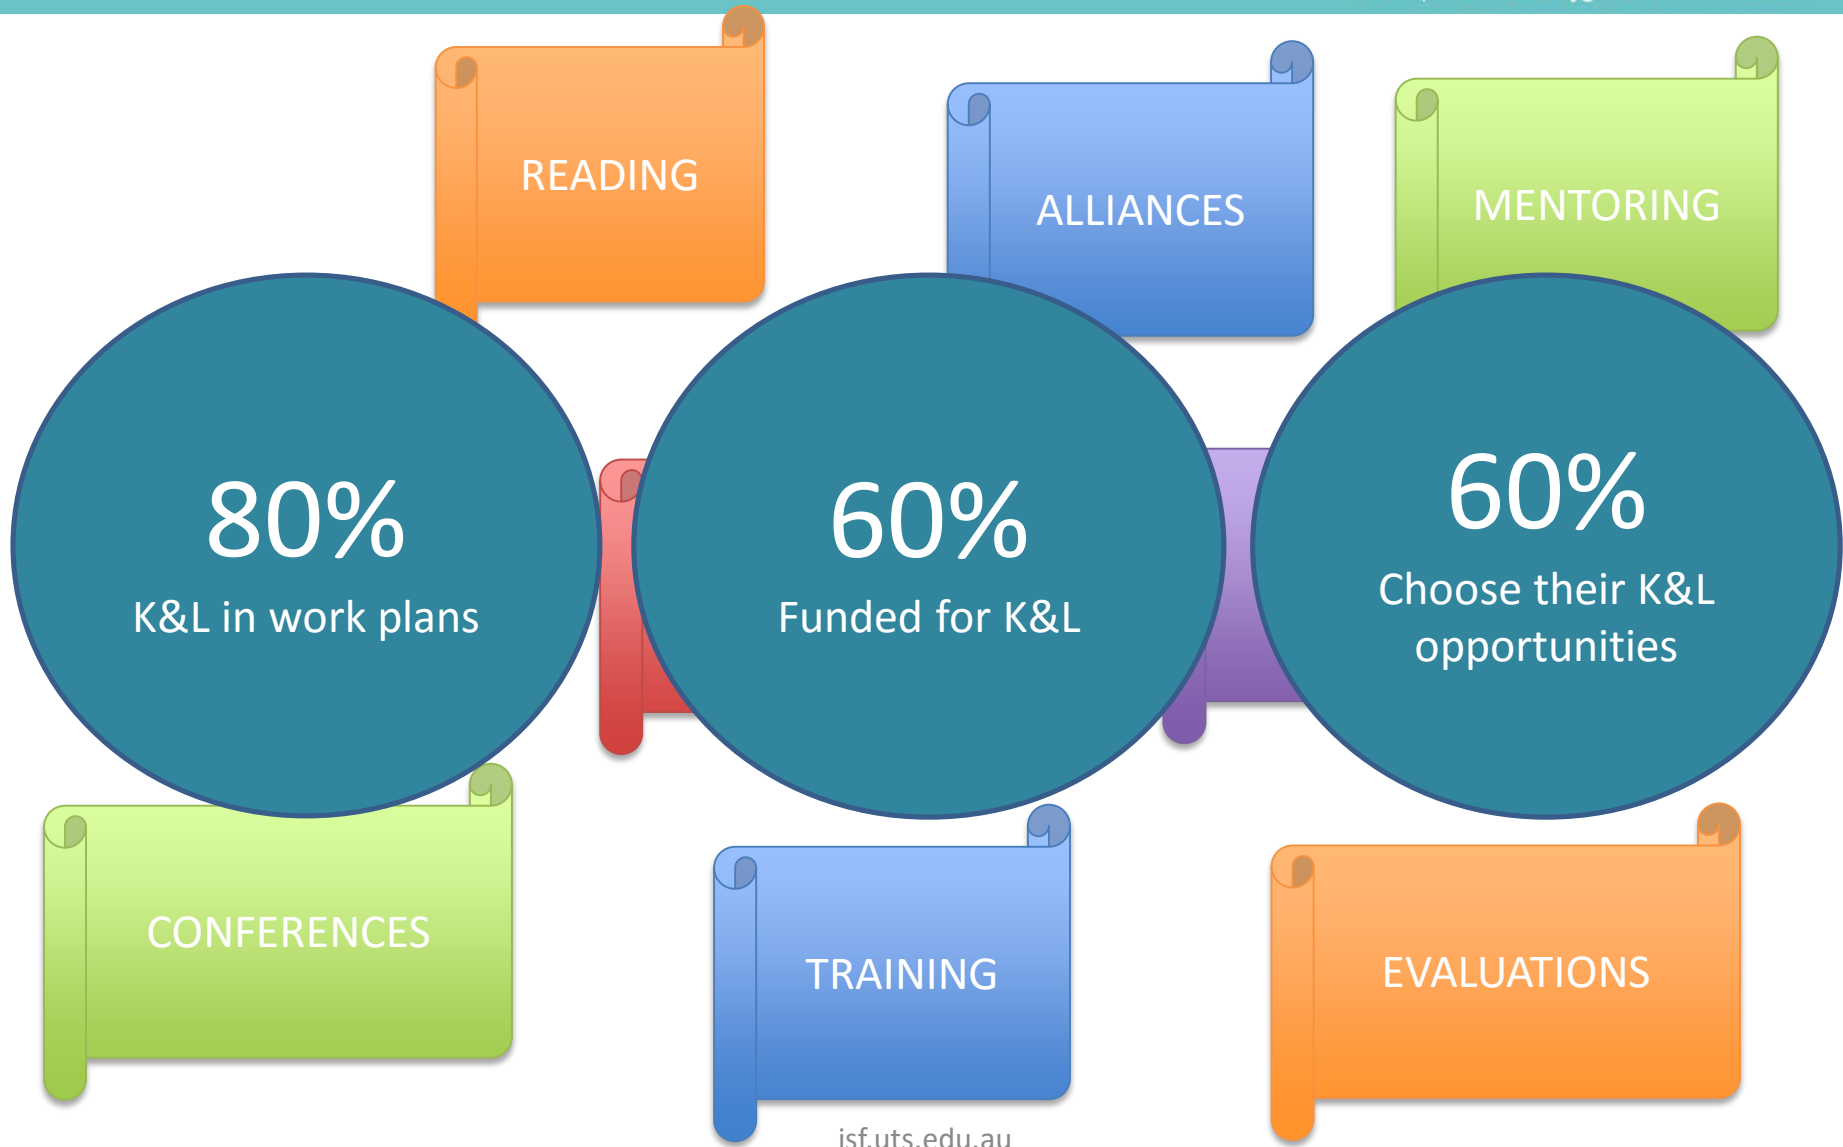 READING
ALLIANCES
MENTORING
80%
K&L in work plans
60%
Funded for K&L
60%
Choose their K&L
opportunities
CONFERENCES
TRAINING
EVALUATIONS
isf.uts.edu.au